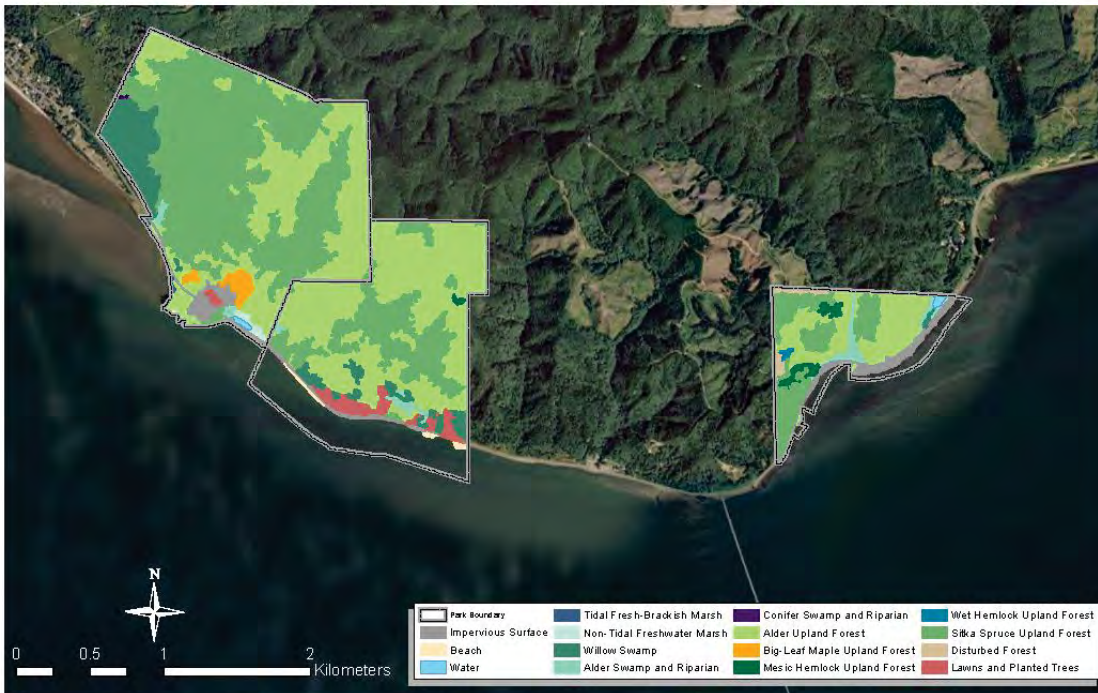 N
0 0.5 1 2
Kilometers
Park Boundary
Impervious Surface
Beach
Water
Tidal Fresh-Brackish Marsh
Non-Tidal Freshwater Marsh
Willow Swamp
Alder Swamp and Riparian
Conifer Swamp and Riparian
Alder Upland Forest
Big-Leaf Maple Upland Forest
Mesic Hemlock Upland Forest
Wet Hemlock Upland Forest
Sitka Spruce Upland Forest
Disturbed Forest
Lawns and Planted Trees